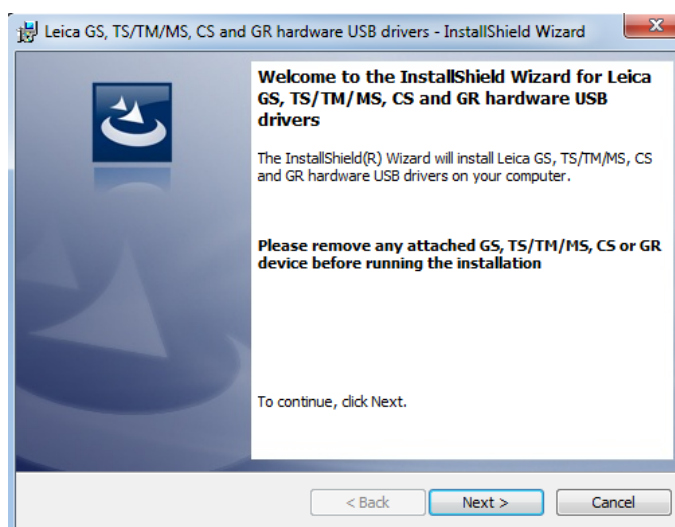 Leica GS, TS/TM/MS, CS and GR hardware USB drivers - InstallShield Wizard
Welcome to the InstallShield Wizard for Leica
GS, TS/TM/MS, CS and GR hardware USB
drivers
The InstallShield(R) Wizard will install Leica GS, TS/TM/MS, CS
and GR hardware USB drivers on your computer.
Please remove any attached GS, TS/TM/MS, CS or GR
device before running the installation
To continue, click Next.
< Back Next > Cancel